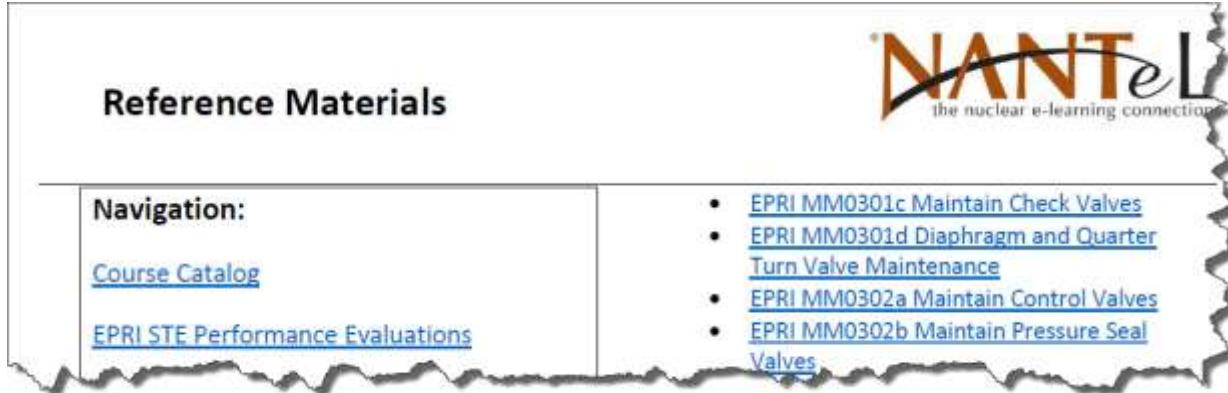 Reference Materials
NANTeL
the nuclear e-learning connection
Navigation:
Course Catalog
EPRI STE Performance Evaluations
• EPRI MM0301c Maintain Check Valves
• EPRI MM0301d Diaphragm and Quarter
Turn Valve Maintenance
• EPRI MM0302a Maintain Control Valves
• EPRI MM0302b Maintain Pressure Seal
Valves